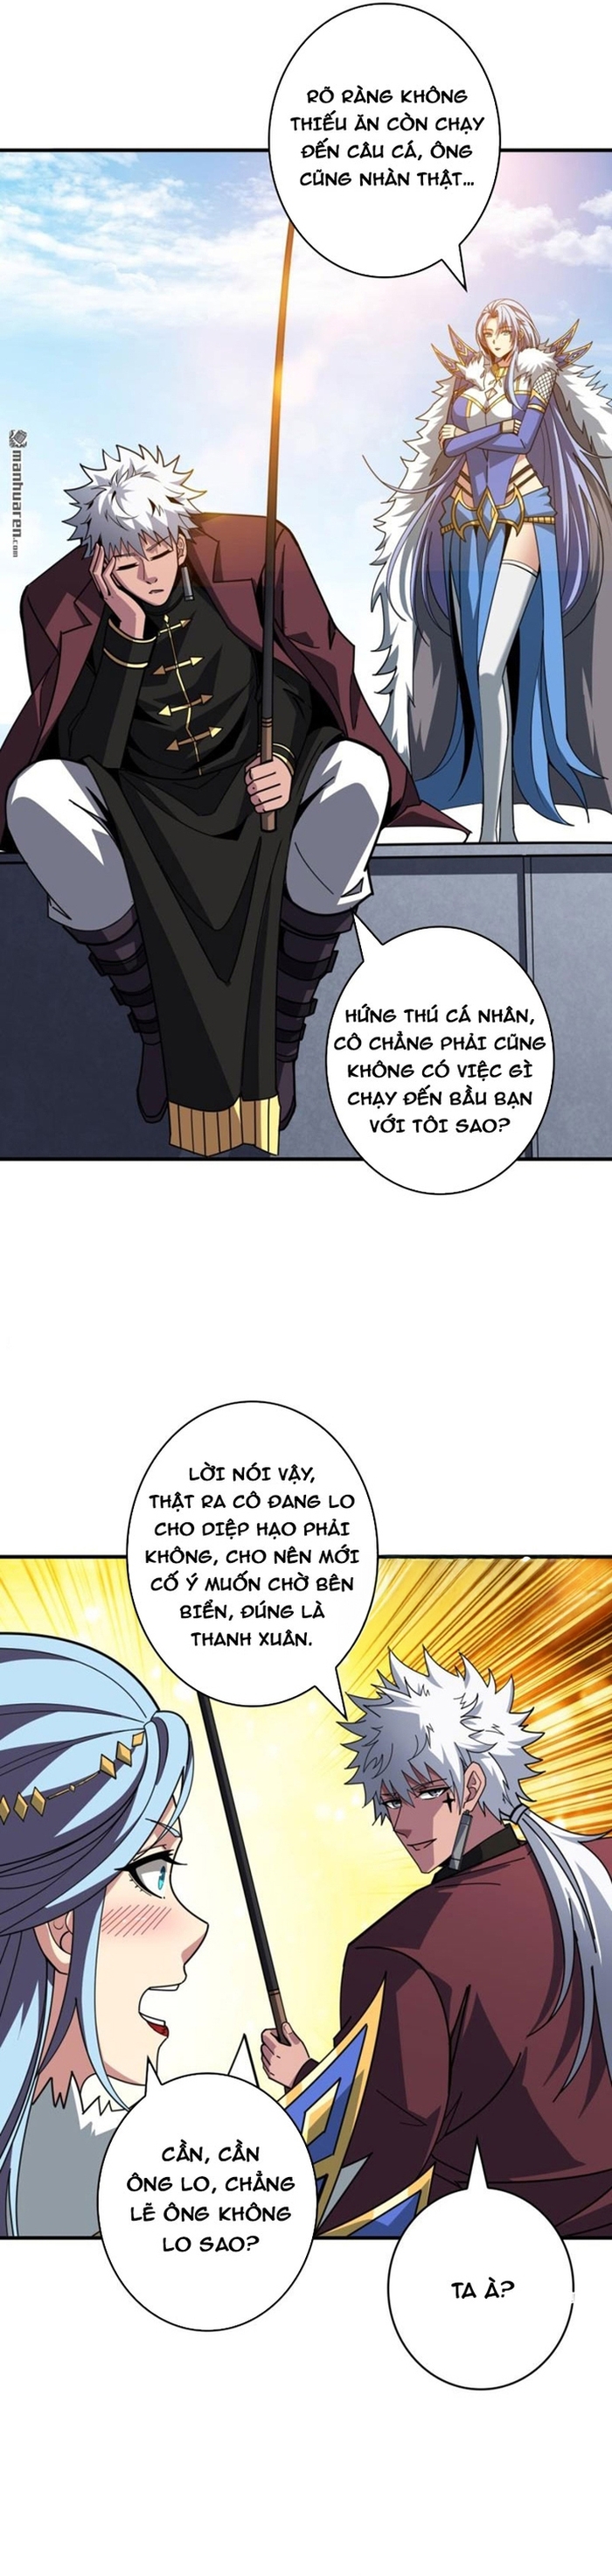 RÕ RÀNG KHÔNG
THIẾU ĂN CÒN CHẠY
ĐẾN CÂU CÁ, ÔNG
CŨNG NHÀN THẬT...
manhuaren.com
HỨNG THÚ CÁ NHÂN,
CÔ CHẲNG PHẢI CŨNG
KHÔNG CÓ VIỆC GÌ
CHẠY ĐẾN BẦU BẠN
VỚI TÔI SAO?
LỜI NÓI VẬY,
THẬT RA CÔ ĐANG LO
CHO DIỆP HẠO PHẢI
KHÔNG, CHO NÊN MỚI
CỐ Ý MUỐN CHỜ BÊN
BIỂN, ĐÚNG LÀ
THANH XUÂN.
CẦN, CẦN
ÔNG LO, CHẲNG
LẼ ÔNG KHÔNG
LO SAO?
TA À?